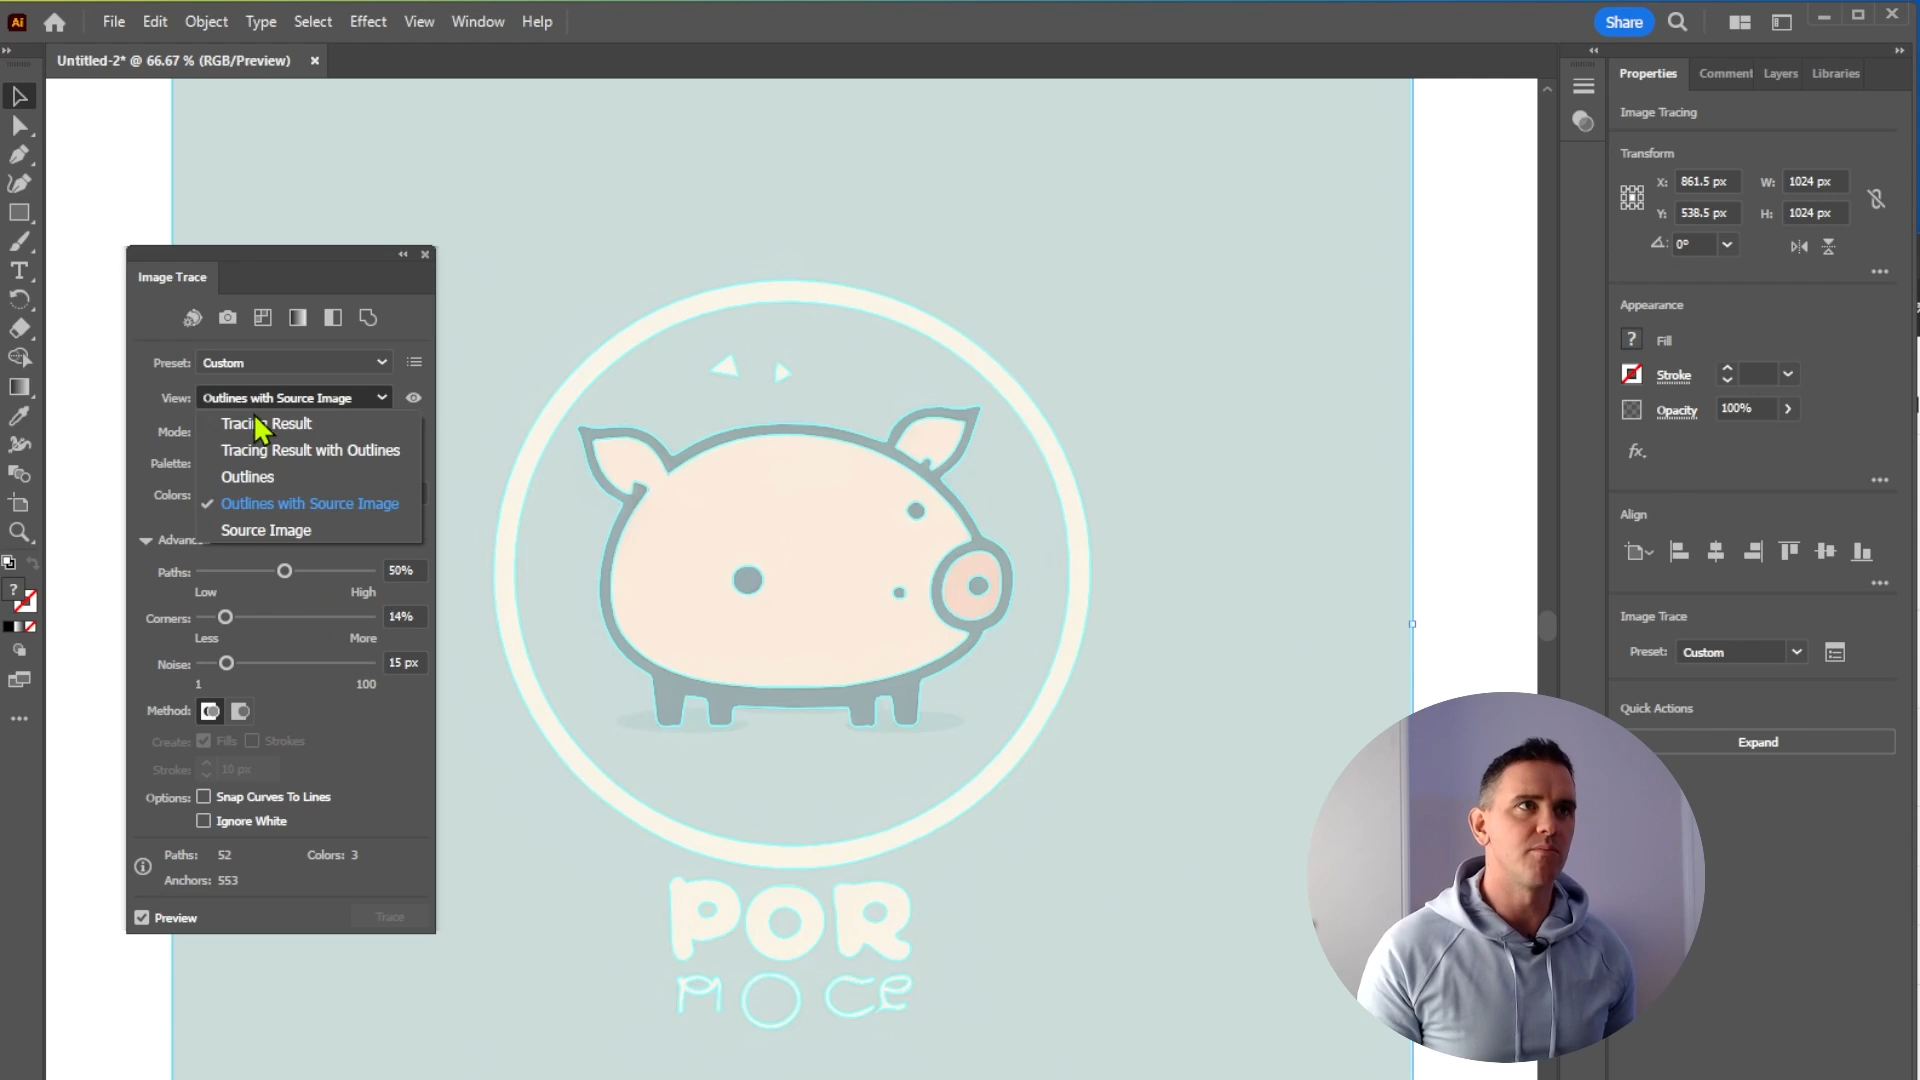 Ai File Edit Object Type Select Effect View Window Help Share
Untitled-2* @ 66.67 % (RGB/Preview)
Properties Comment Layers Libraries
Image Tracing
Transform
X: 861.5 px W: 1024 px
Y: 538.5 px H: 1024 px
0°
Appearance
? Fill
Stroke
Opacity 100%
fx.
Align
Image Trace
Preset: Custom
Quick Actions
Expand
Image Trace
Preset: Custom
View: Outlines with Source Image
Tracing Result
Tracing Result with Outlines
Outlines
Outlines with Source Image
Source Image
Mode:
Palette:
Colors:
Paths: 50%
Low High
Corners: 14%
Less More
Noise: 15 px
1 100
Method:
Create: Fills Strokes
Stroke: 10 px
Options: Snap Curves To Lines
Ignore White
Paths: 52 Colors: 3
Anchors: 553
Preview Trace
POR